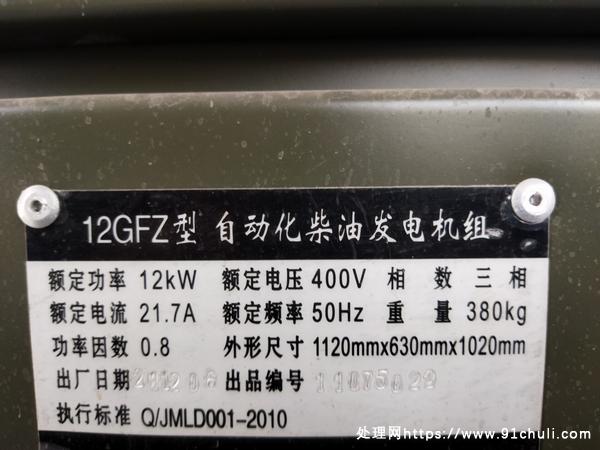 12GFZ型 自动化柴油发电机组
额定功率 12kW 额定电压 400V 相数 三相
额定电流 21.7A 额定频率 50Hz 重量 380kg
功率因数 0.8 外形尺寸 1120mmx630mmx1020mm
出厂日期 出品编号
执行标准 Q/JMLD001-2010
处理网https://www.91chuli.com/